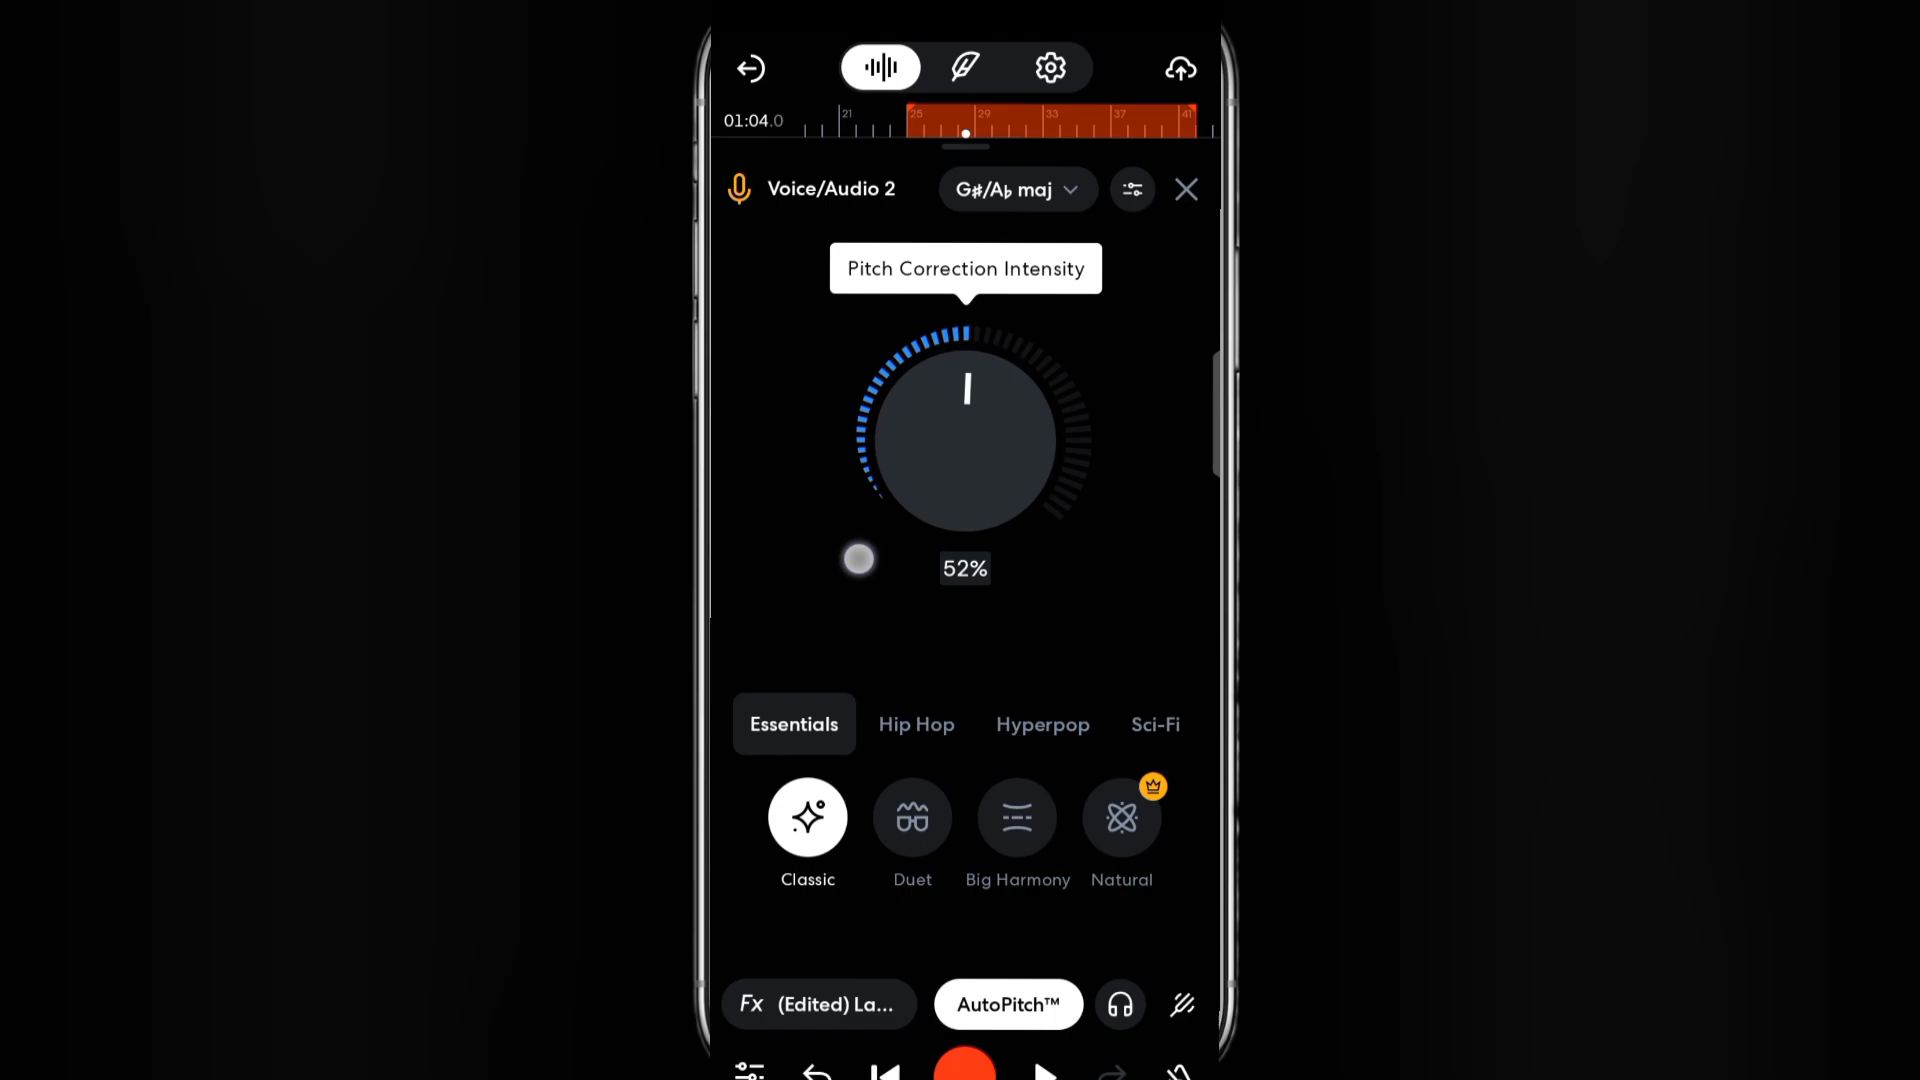 01:04.0
21
25
29
33
37
41
Voice/Audio 2
G♯/A♭ maj
Pitch Correction Intensity
52%
Essentials
Hip Hop
Hyperpop
Sci-Fi
Classic
Duet
Big Harmony
Natural
Fx (Edited) La...
AutoPitch™